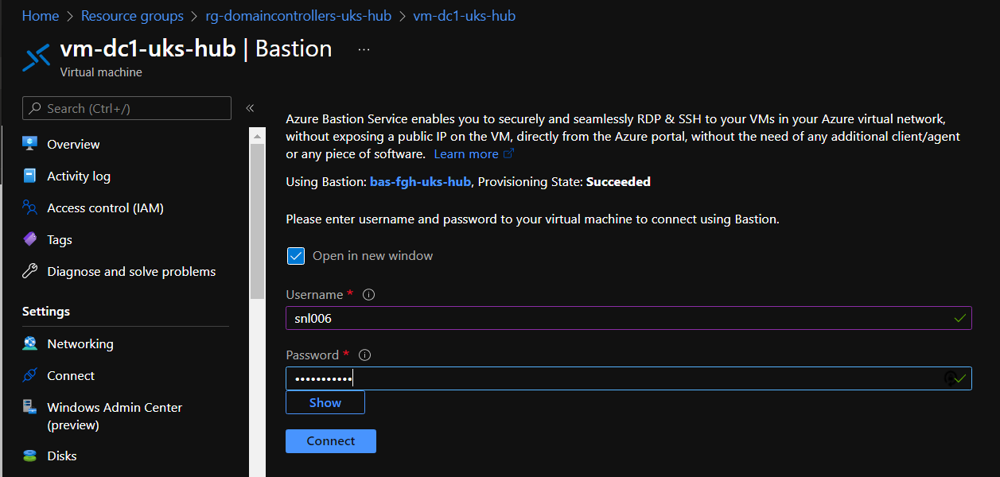 Home > Resource groups > rg-domaincontrollers-uks-hub > vm-dc1-uks-hub
vm-dc1-uks-hub | Bastion ...
Virtual machine
Search (Ctrl+/)
«
Overview
Activity log
Access control (IAM)
Tags
Diagnose and solve problems
Settings
Networking
Connect
Windows Admin Center
(preview)
Disks
Azure Bastion Service enables you to securely and seamlessly RDP & SSH to your VMs in your Azure virtual network,
without exposing a public IP on the VM, directly from the Azure portal, without the need of any additional client/agent
or any piece of software. Learn more
Using Bastion: bas-fgh-uks-hub, Provisioning State: Succeeded
Please enter username and password to your virtual machine to connect using Bastion.
Open in new window
Username *
snl006
Password *
•••••••••••
Show
Connect